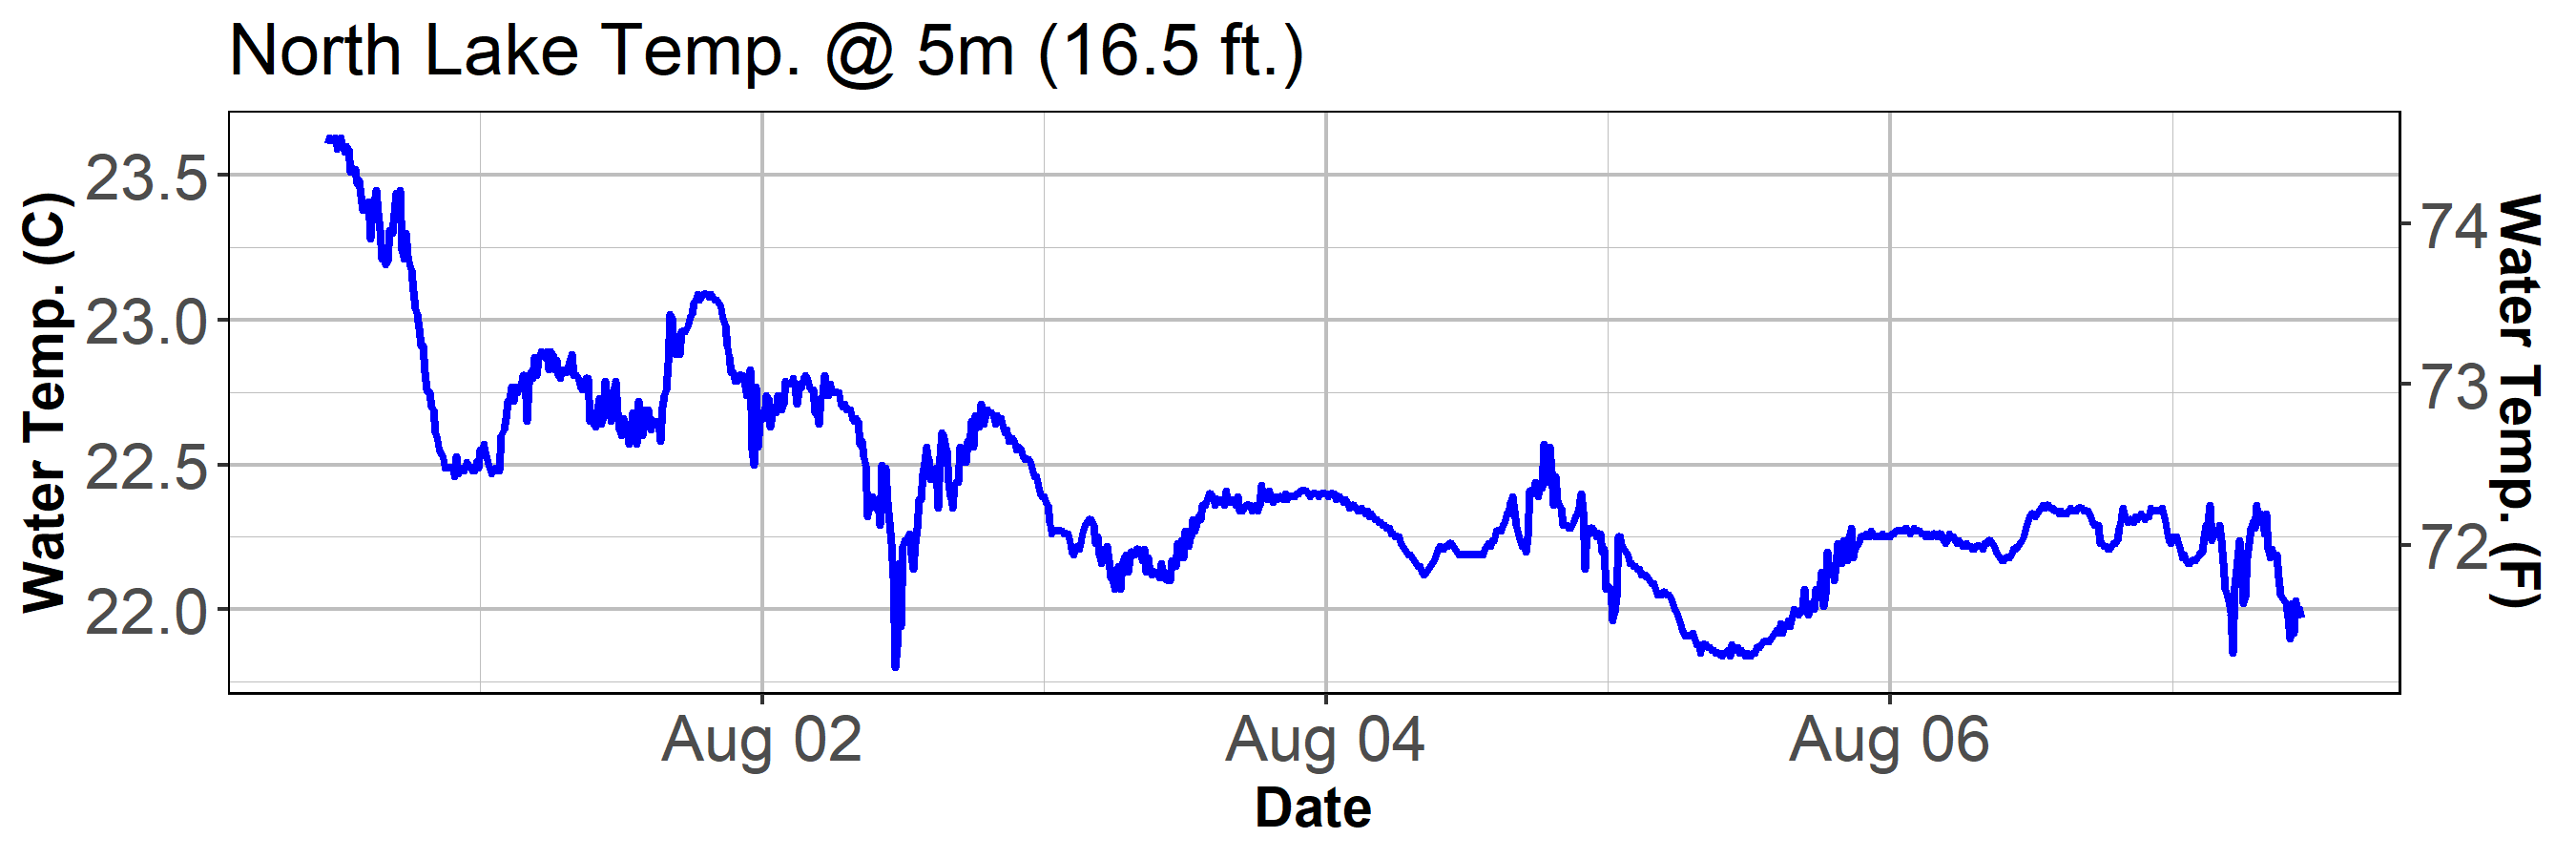 North Lake Temp. @ 5m (16.5 ft.)
Water Temp. (C)
23.5
23.0
22.5
22.0
74
73
72
Water Temp. (F)
Aug 02
Aug 04
Aug 06
Date